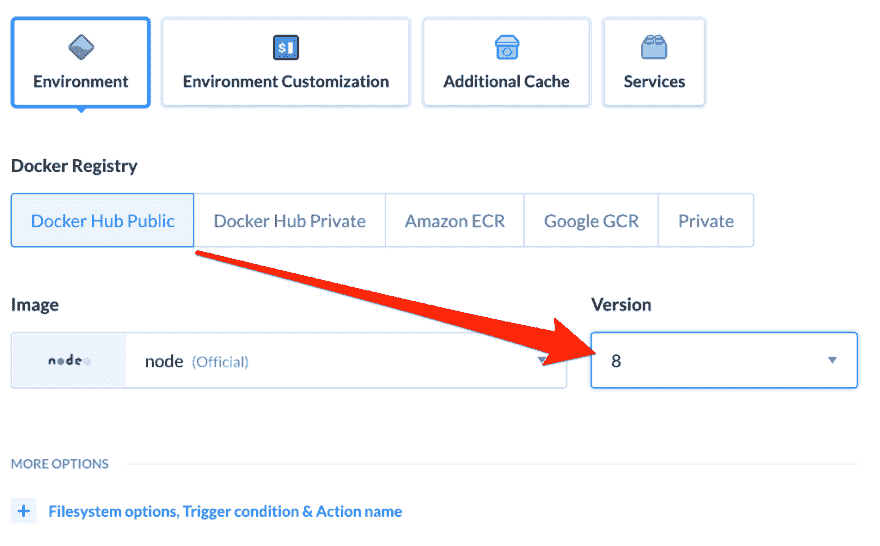 Environment
Environment Customization
Additional Cache
Services
Docker Registry
Docker Hub Public
Docker Hub Private
Amazon ECR
Google GCR
Private
Image
Version
node
node (Official)
8
MORE OPTIONS
+ Filesystem options, Trigger condition & Action name